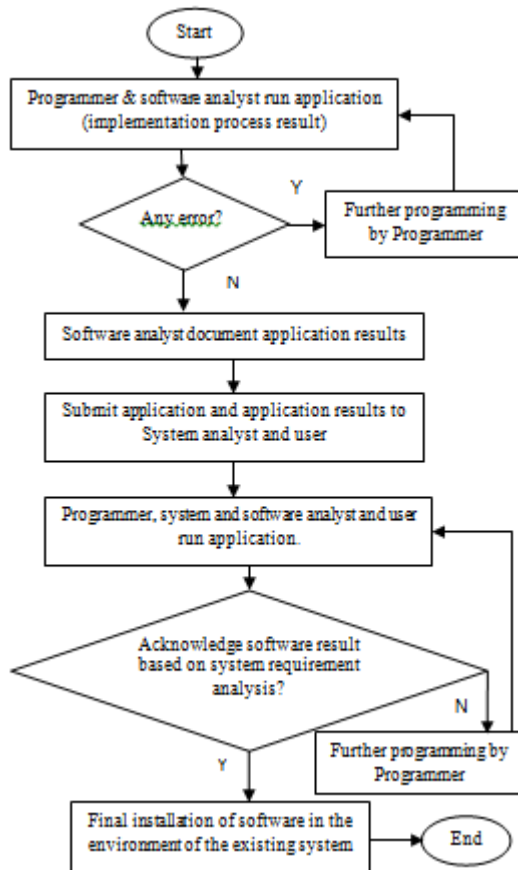 Start
Programmer & software analyst run application
(implementation process result)
Any error?
Y
Further programming
by Programmer
N
Software analyst document application results
Submit application and application results to
System analyst and user
Programmer, system and software analyst and user
run application.
Acknowledge software result
based on system requirement
analysis?
N
Further programming by
Programmer
Y
Final installation of software in the
environment of the existing system
End